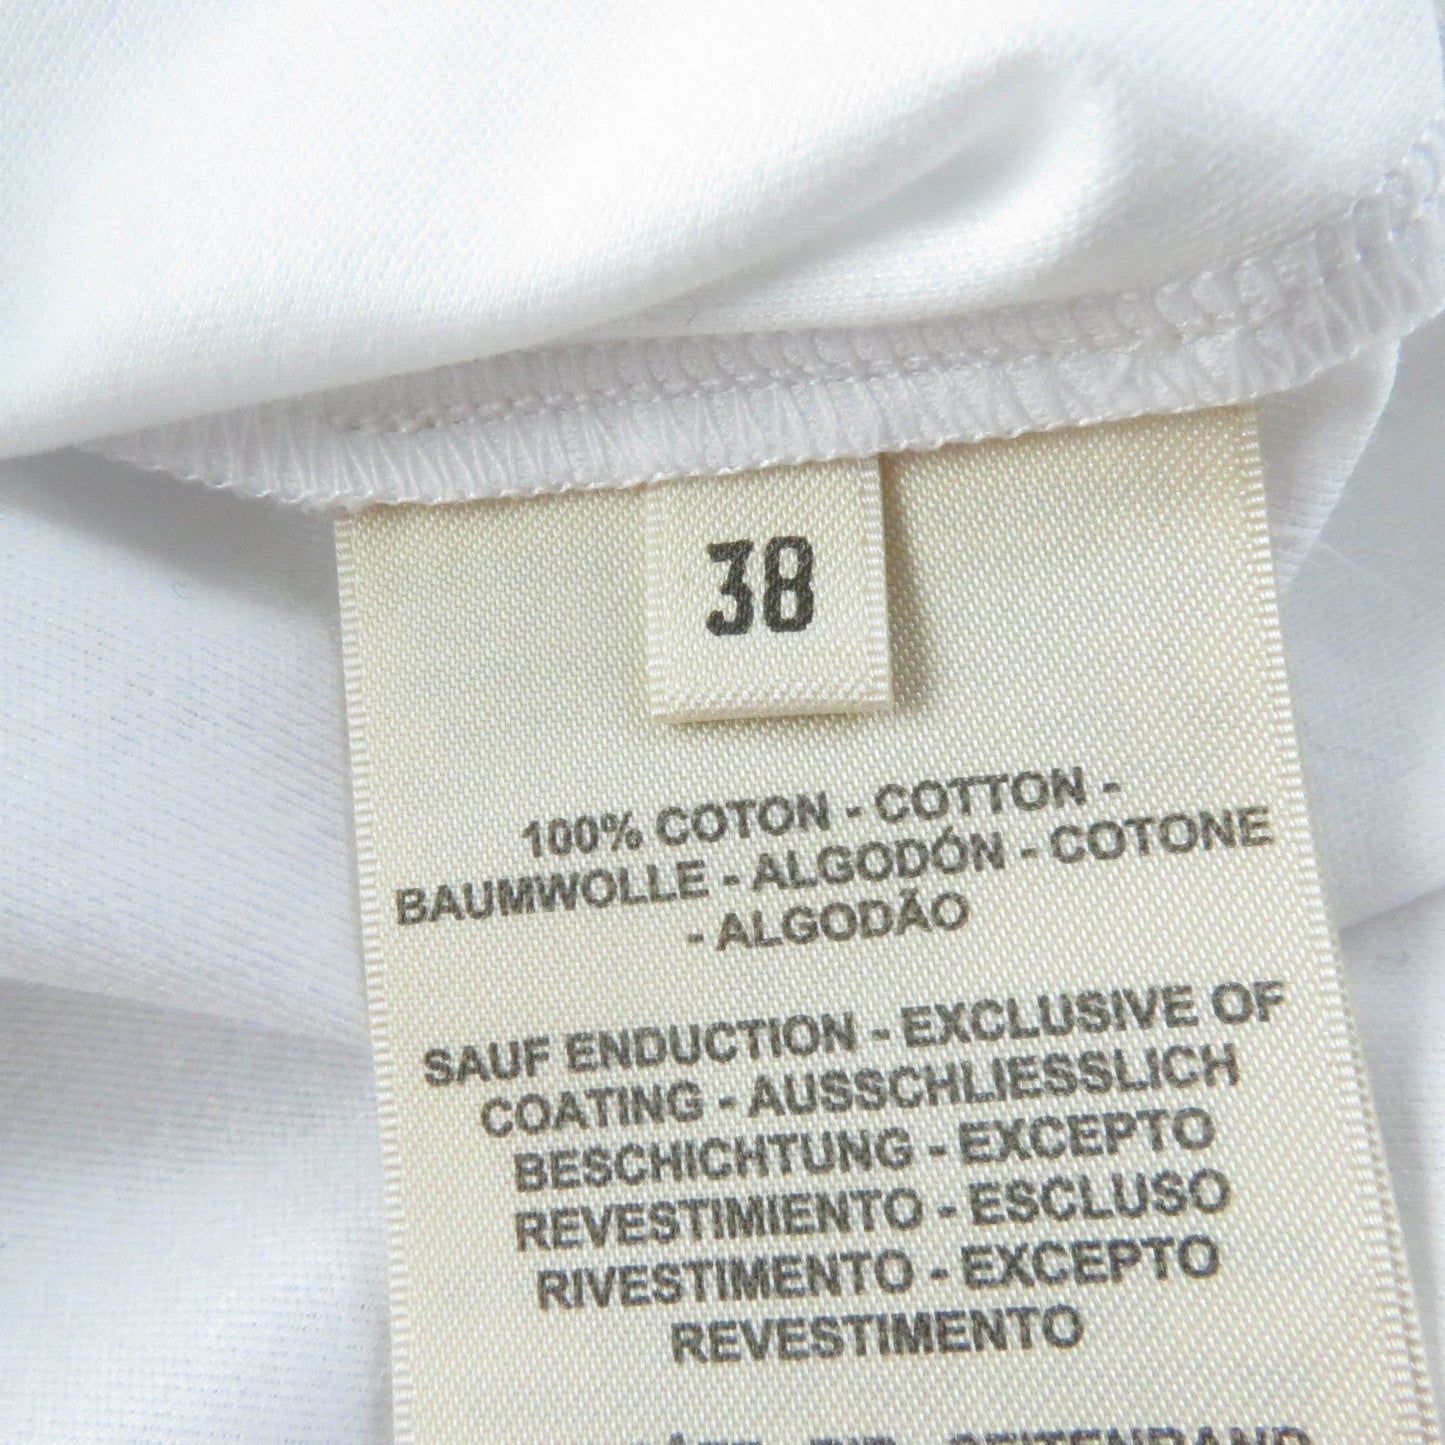 38
100% COTON - COTTON -
BAUMWOLLE - ALGODÓN - COTONE
- ALGODÃO
SAUF ENDUCTION - EXCLUSIVE OF
COATING - AUSSCHLIESSLICH
BESCHICHTUNG - EXCEPTO
REVESTIMIENTO - ESCLUSO
RIVESTIMENTO - EXCEPTO
REVESTIMENTO